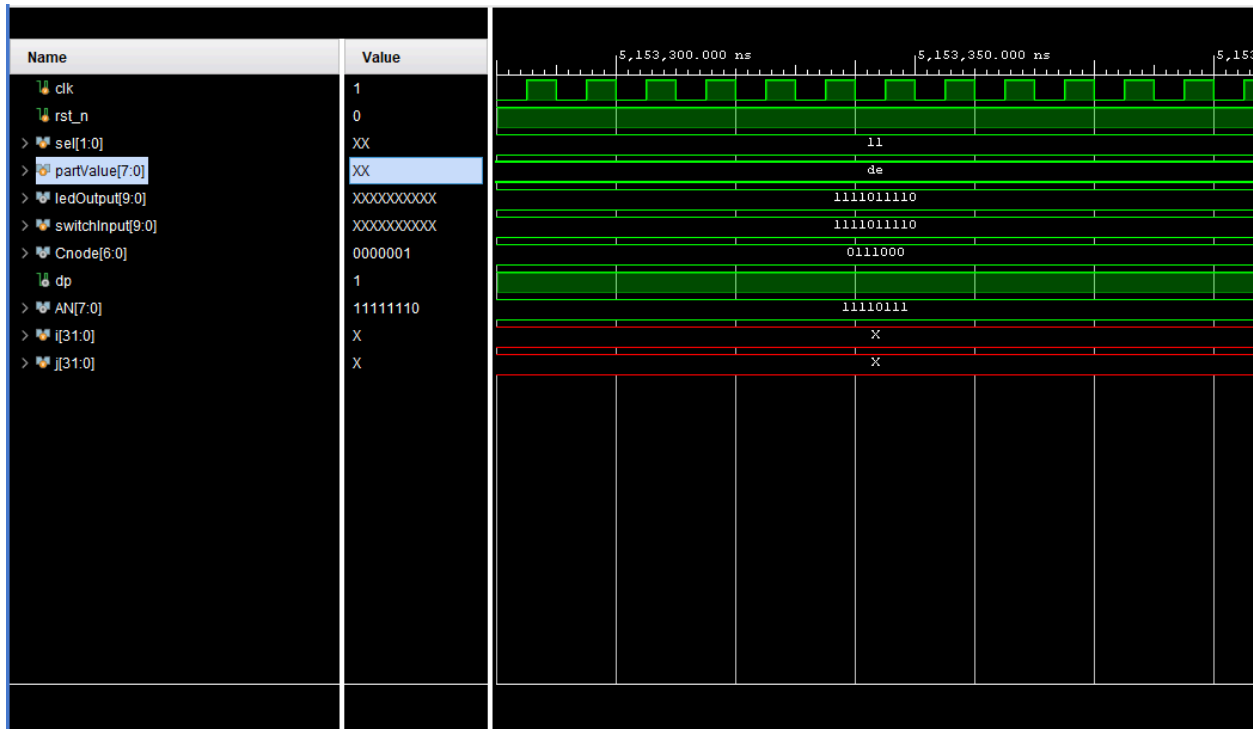 Name Value 5,153,300.000 ns 5,153,350.000 ns 5,153
clk 1
rst_n 0
sel[1:0] XX 11
partValue[7:0] XX de
ledOutput[9:0] XXXXXXXXXX 1111011110
switchInput[9:0] XXXXXXXXXX 1111011110
Cnode[6:0] 0000001 0111000
dp 1
AN[7:0] 11111110 11110111
i[31:0] X X
j[31:0] X X